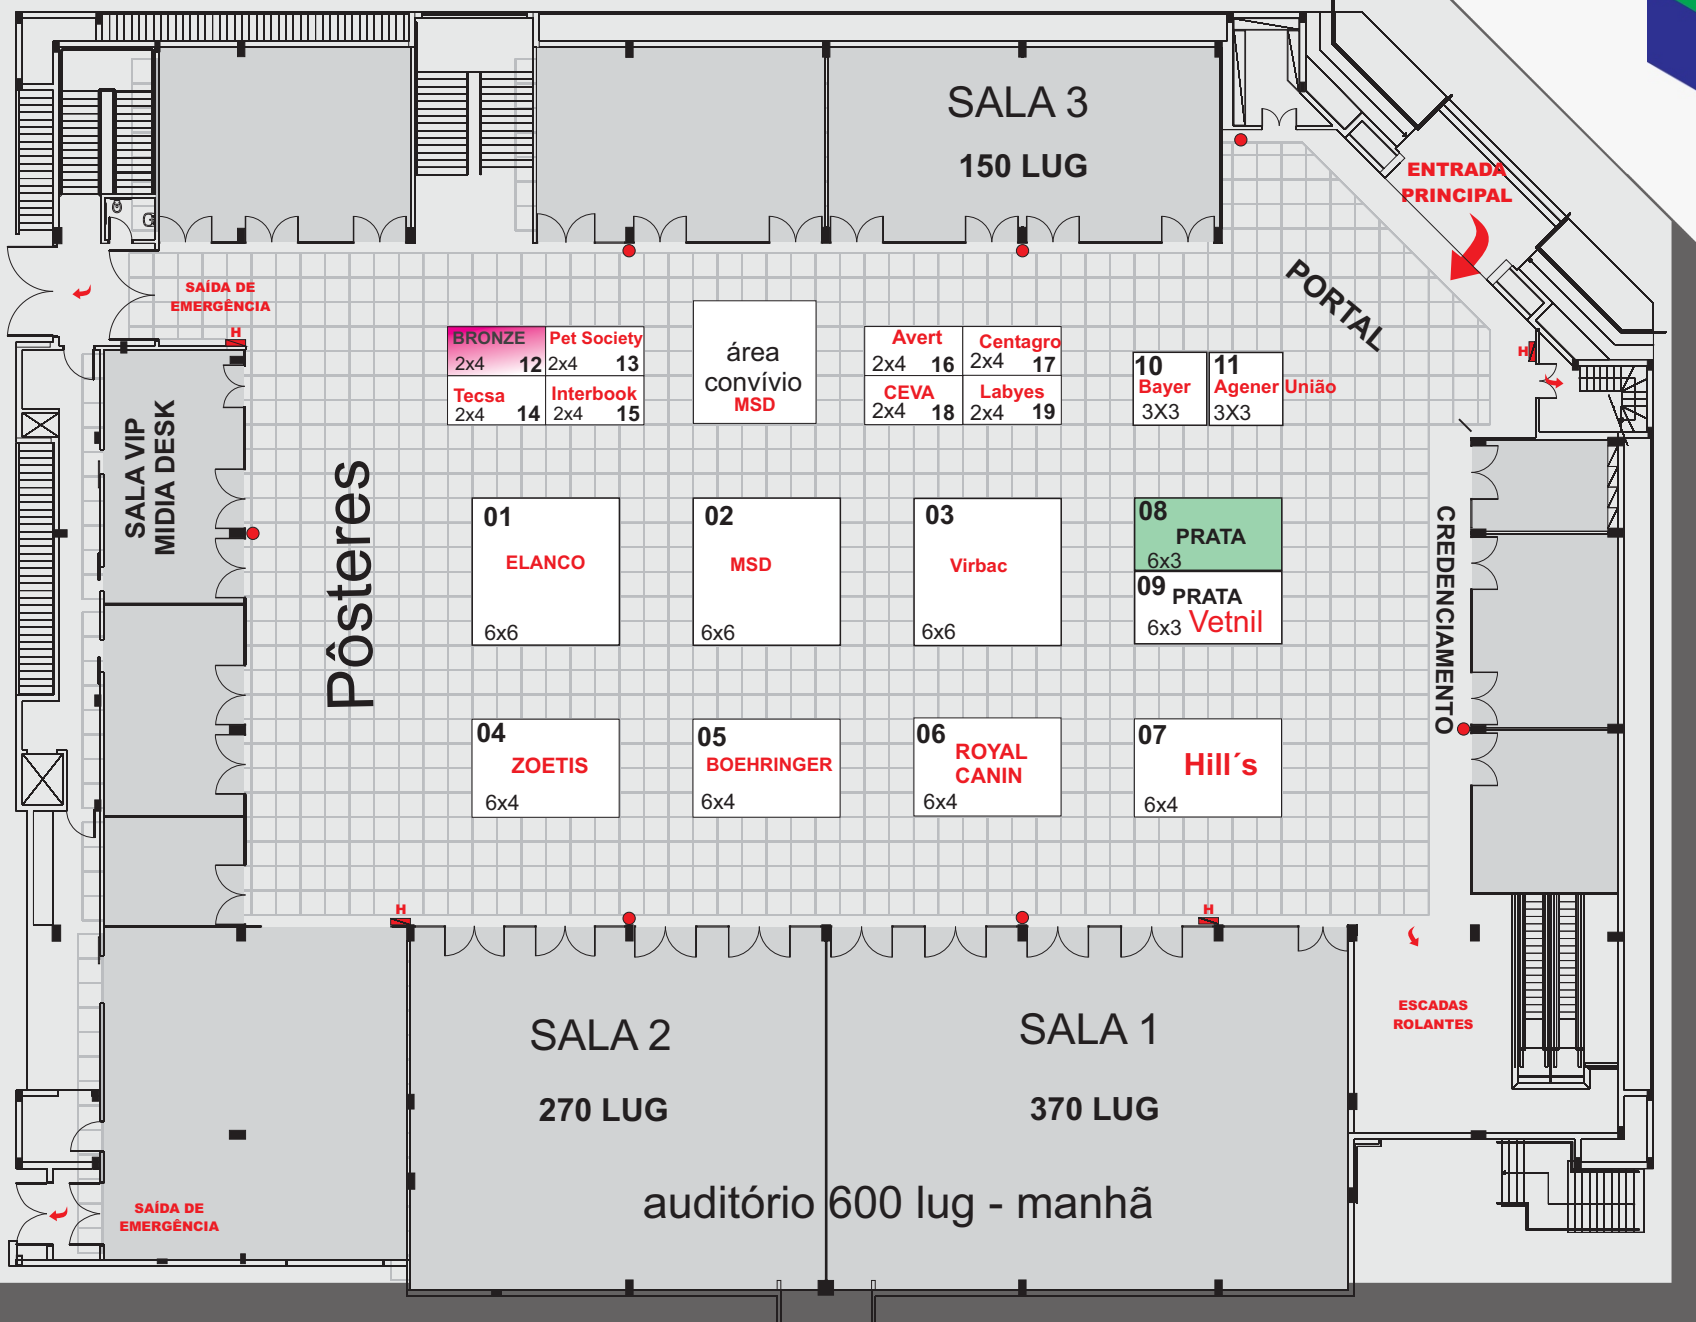 SALA 3
150 LUG
ENTRADA
PRINCIPAL
PORTAL
SAÍDA DE
EMERGÊNCIA
H
H
BRONZE
2x4 12
Pet Society
2x4 13
Tecsa
2x4 14
Interbook
2x4 15
área
convívio
MSD
Avert
2x4 16
Centagro
2x4 17
CEVA
2x4 18
Labyes
2x4 19
10
Bayer
3X3
11
Agener União
3X3
SALA VIP
MIDIA DESK
Pôsteres
01
ELANCO
6x6
02
MSD
6x6
03
Virbac
6x6
08
PRATA
6x3
09 PRATA
6x3 Vetnil
CREDENCIAMENTO
04
ZOETIS
6x4
05
BOEHRINGER
6x4
06
ROYAL
CANIN
6x4
07
Hill´s
6x4
H
H
SALA 2
270 LUG
SALA 1
370 LUG
ESCADAS
ROLANTES
auditório 600 lug - manhã
SAÍDA DE
EMERGÊNCIA